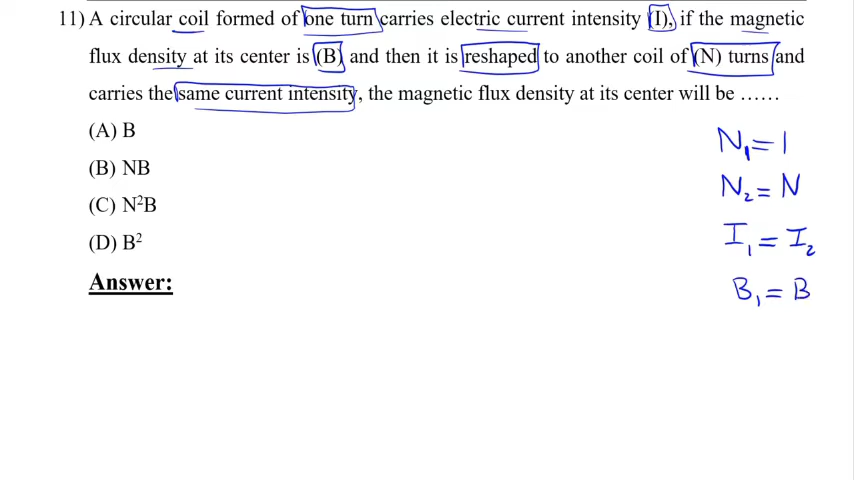 11) A circular coil formed of one turn carries electric current intensity (I), if the magnetic
flux density at its center is (B) and then it is reshaped to another coil of (N) turns and
carries the same current intensity, the magnetic flux density at its center will be ……
(A) B
(B) NB
(C) N²B
(D) B²
Answer:
N₁ = 1
N₂ = N
I₁ = I₂
B₁ = B